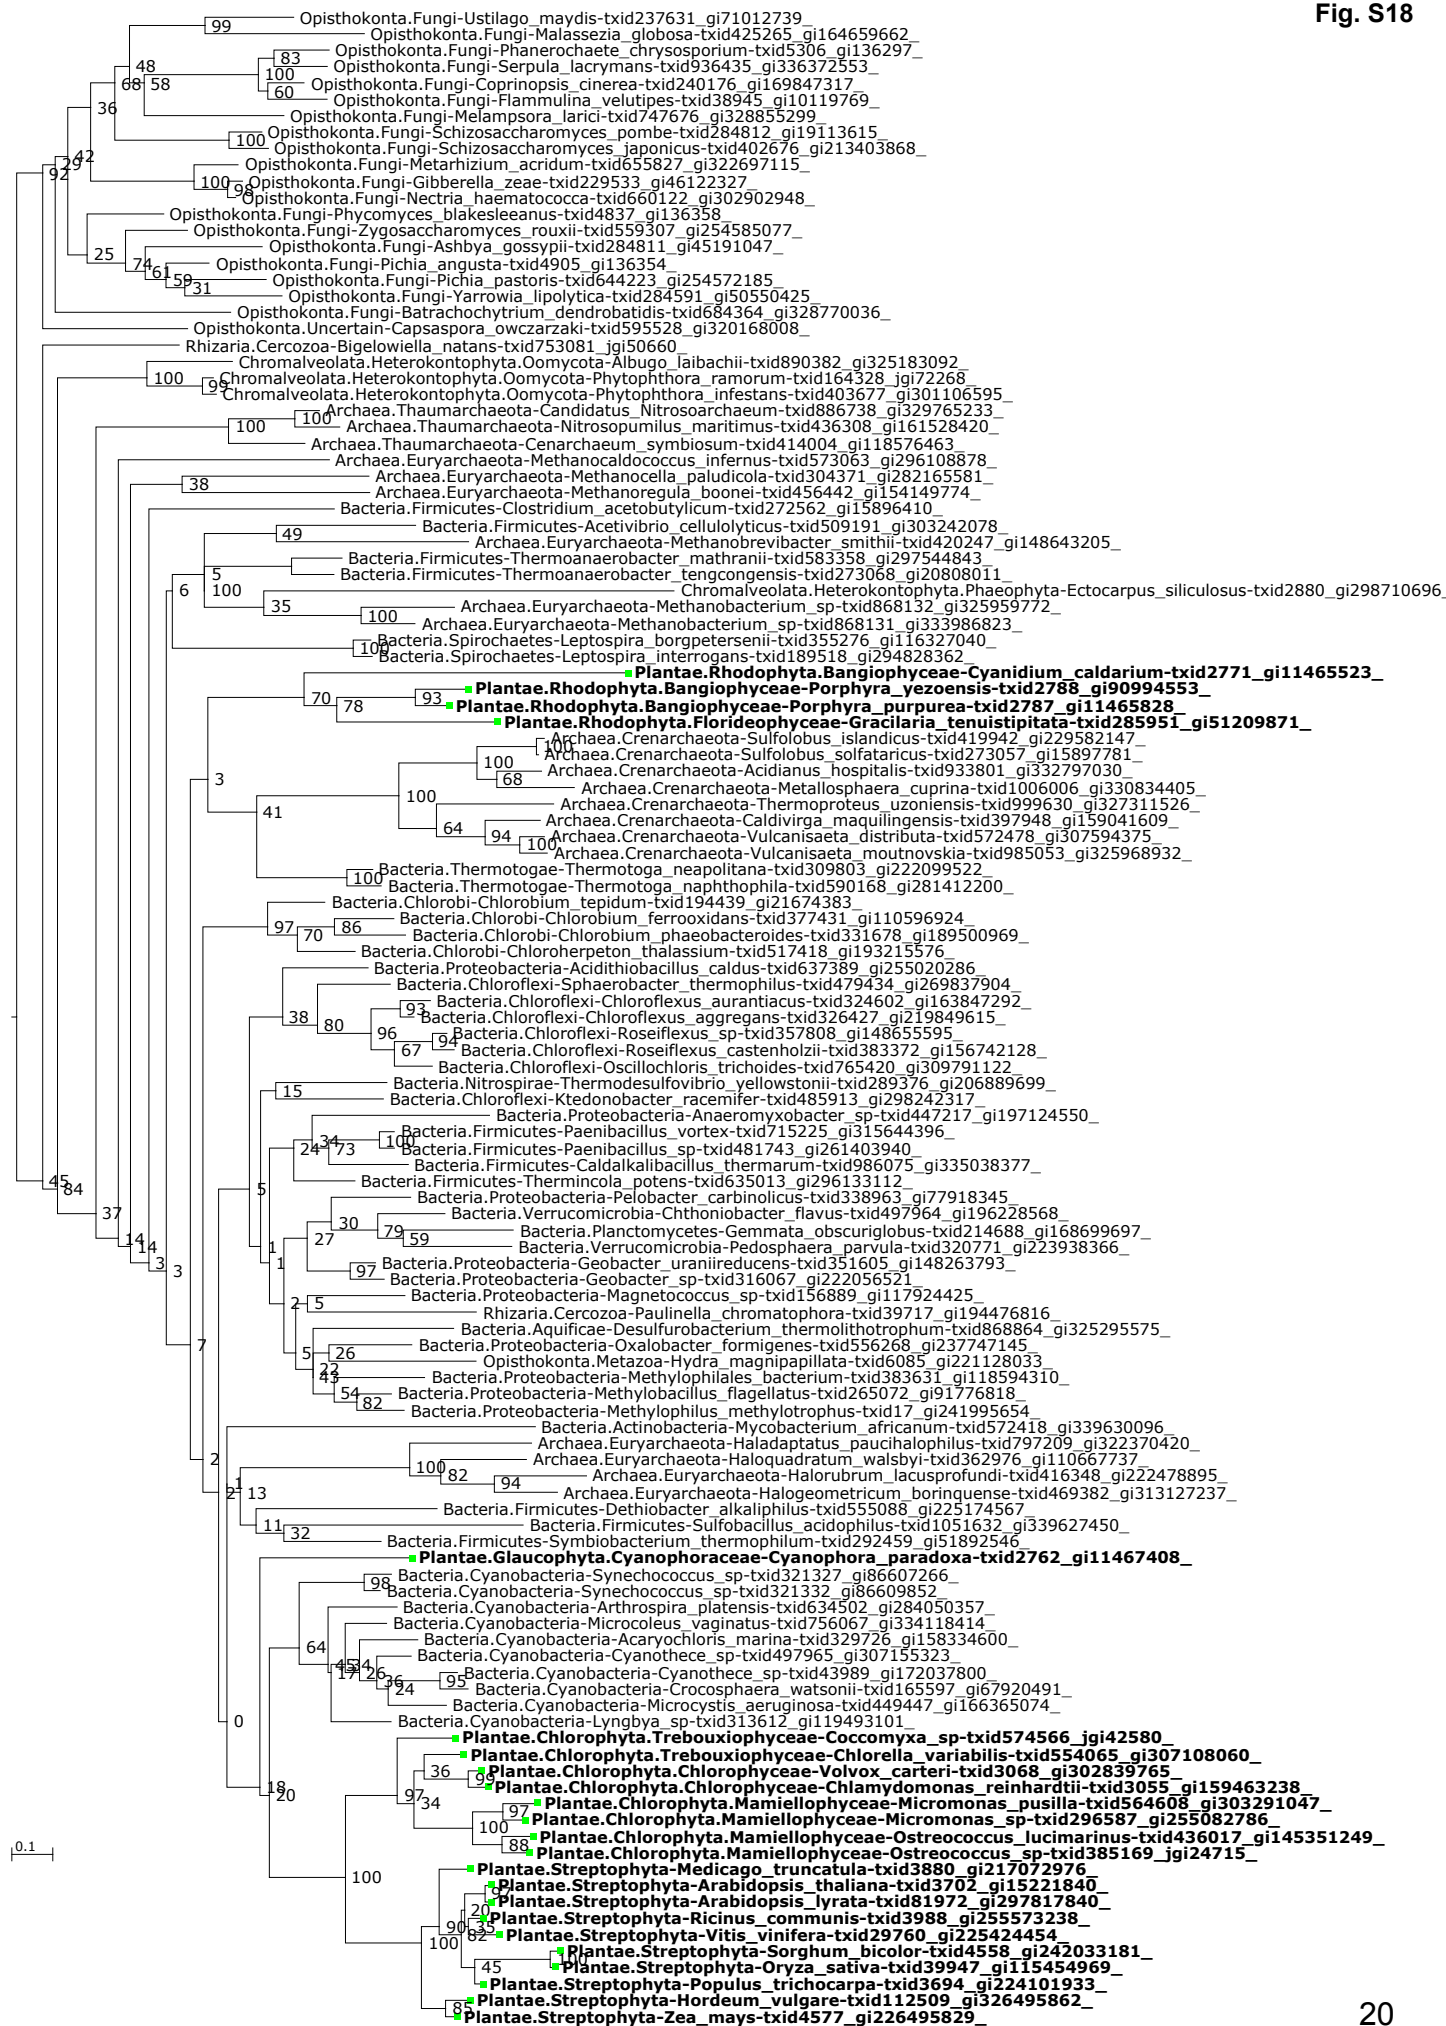 Fig. S18
Opisthokonta.Fungi-Ustilago_maydis-txid237631_gi71012739_
99
Opisthokonta.Fungi-Malassezia_globosa-txid425265_gi164659662_
Opisthokonta.Fungi-Phanerochaete_chrysosporium-txid5306_gi136297_
83
48
Opisthokonta.Fungi-Serpula_lacrymans-txid936435_gi336372553_
100
68
58
Opisthokonta.Fungi-Coprinopsis_cinerea-txid240176_gi169847317_
60
Opisthokonta.Fungi-Flammulina_velutipes-txid38945_gi10119769_
36
Opisthokonta.Fungi-Melampsora_larici-txid747676_gi328855299_
Opisthokonta.Fungi-Schizosaccharomyces_pombe-txid284812_gi19113615_
100
Opisthokonta.Fungi-Schizosaccharomyces_japonicus-txid402676_gi213403868_
42
29
Opisthokonta.Fungi-Metarhizium_acridum-txid655827_gi322697115_
92
100
Opisthokonta.Fungi-Gibberella_zeae-txid229533_gi46122327_
98
Opisthokonta.Fungi-Nectria_haematococca-txid660122_gi302902948_
Opisthokonta.Fungi-Phycomyces_blakesleeanus-txid4837_gi136358_
Opisthokonta.Fungi-Zygosaccharomyces_rouxii-txid559307_gi254585077_
25
Opisthokonta.Fungi-Ashbya_gossypii-txid284811_gi45191047_
74
Opisthokonta.Fungi-Pichia_angusta-txid4905_gi136354_
61
59
Opisthokonta.Fungi-Pichia_pastoris-txid644223_gi254572185_
31
Opisthokonta.Fungi-Yarrowia_lipolytica-txid284591_gi50550425_
Opisthokonta.Fungi-Batrachochytrium_dendrobatidis-txid684364_gi328770036_
Opisthokonta.Uncertain-Capsaspora_owczarzaki-txid595528_gi320168008_
Rhizaria.Cercozoa-Bigelowiella_natans-txid753081_jgi50660_
Chromalveolata.Heterokontophyta.Oomycota-Albugo_laibachii-txid890382_gi325183092_
100
Chromalveolata.Heterokontophyta.Oomycota-Phytophthora_ramorum-txid164328_jgi72268_
99
Chromalveolata.Heterokontophyta.Oomycota-Phytophthora_infestans-txid403677_gi301106595_
Archaea.Thaumarchaeota-Candidatus_Nitrosoarchaeum-txid886738_gi329765233_
100
100
Archaea.Thaumarchaeota-Nitrosopumilus_maritimus-txid436308_gi161528420_
Archaea.Thaumarchaeota-Cenarchaeum_symbiosum-txid414004_gi118576463_
Archaea.Euryarchaeota-Methanocaldococcus_infernus-txid573063_gi296108878_
Archaea.Euryarchaeota-Methanocella_paludicola-txid304371_gi282165581_
38
Archaea.Euryarchaeota-Methanoregula_boonei-txid456442_gi154149774_
Bacteria.Firmicutes-Clostridium_acetobutylicum-txid272562_gi15896410_
Bacteria.Firmicutes-Acetivibrio_cellulolyticus-txid509191_gi303242078_
49
Archaea.Euryarchaeota-Methanobrevibacter_smithii-txid420247_gi148643205_
Bacteria.Firmicutes-Thermoanaerobacter_mathranii-txid583358_gi297544843_
5
Bacteria.Firmicutes-Thermoanaerobacter_tengcongensis-txid273068_gi20808011_
6
100
Chromalveolata.Heterokontophyta.Phaeophyta-Ectocarpus_siliculosus-txid2880_gi298710696_
35
Archaea.Euryarchaeota-Methanobacterium_sp-txid868132_gi325959772_
100
Archaea.Euryarchaeota-Methanobacterium_sp-txid868131_gi333986823_
Bacteria.Spirochaetes-Leptospira_borgpetersenii-txid355276_gi116327040_
100
Bacteria.Spirochaetes-Leptospira_interrogans-txid189518_gi294828362_
Plantae.Rhodophyta.Bangiophyceae-Cyanidium_caldarium-txid2771_gi11465523_
70
Plantae.Rhodophyta.Bangiophyceae-Porphyra_yezoensis-txid2788_gi90994553_
93
78
Plantae.Rhodophyta.Bangiophyceae-Porphyra_purpurea-txid2787_gi11465828_
Plantae.Rhodophyta.Florideophyceae-Gracilaria_tenuistipitata-txid285951_gi51209871_
Archaea.Crenarchaeota-Sulfolobus_islandicus-txid419942_gi229582147_
100
Archaea.Crenarchaeota-Sulfolobus_solfataricus-txid273057_gi15897781_
100
Archaea.Crenarchaeota-Acidianus_hospitalis-txid933801_gi332797030_
3
68
Archaea.Crenarchaeota-Metallosphaera_cuprina-txid1006006_gi330834405_
100
Archaea.Crenarchaeota-Thermoproteus_uzoniensis-txid999630_gi327311526_
41
Archaea.Crenarchaeota-Caldivirga_maquilingensis-txid397948_gi159041609_
64
94
Archaea.Crenarchaeota-Vulcanisaeta_distributa-txid572478_gi307594375_
100
Archaea.Crenarchaeota-Vulcanisaeta_moutnovskia-txid985053_gi325968932_
Bacteria.Thermotogae-Thermotoga_neapolitana-txid309803_gi222099522_
100
Bacteria.Thermotogae-Thermotoga_naphthophila-txid590168_gi281412200_
Bacteria.Chlorobi-Chlorobium_tepidum-txid194439_gi21674383_
Bacteria.Chlorobi-Chlorobium_ferrooxidans-txid377431_gi110596924_
97
86
70
Bacteria.Chlorobi-Chlorobium_phaeobacteroides-txid331678_gi189500969_
Bacteria.Chlorobi-Chloroherpeton_thalassium-txid517418_gi193215576_
Bacteria.Proteobacteria-Acidithiobacillus_caldus-txid637389_gi255020286_
Bacteria.Chloroflexi-Sphaerobacter_thermophilus-txid479434_gi269837904_
Bacteria.Chloroflexi-Chloroflexus_aurantiacus-txid324602_gi163847292_
93
38
80
Bacteria.Chloroflexi-Chloroflexus_aggregans-txid326427_gi219849615_
96
Bacteria.Chloroflexi-Roseiflexus_sp-txid357808_gi148655595_
94
67
Bacteria.Chloroflexi-Roseiflexus_castenholzii-txid383372_gi156742128_
Bacteria.Chloroflexi-Oscillochloris_trichoides-txid765420_gi309791122_
Bacteria.Nitrospirae-Thermodesulfovibrio_yellowstonii-txid289376_gi206889699_
15
Bacteria.Chloroflexi-Ktedonobacter_racemifer-txid485913_gi298242317_
Bacteria.Proteobacteria-Anaeromyxobacter_sp-txid447217_gi197124550_
Bacteria.Firmicutes-Paenibacillus_vortex-txid715225_gi315644396_
34
100
24
73
Bacteria.Firmicutes-Paenibacillus_sp-txid481743_gi261403940_
Bacteria.Firmicutes-Caldalkalibacillus_thermarum-txid986075_gi335038377_
45
84
5
Bacteria.Firmicutes-Thermincola_potens-txid635013_gi296133112_
Bacteria.Proteobacteria-Pelobacter_carbinolicus-txid338963_gi77918345_
37
Bacteria.Verrucomicrobia-Chthoniobacter_flavus-txid497964_gi196228568_
30
79
Bacteria.Planctomycetes-Gemmata_obscuriglobus-txid214688_gi168699697_
27
59
14
14
1
Bacteria.Verrucomicrobia-Pedosphaera_parvula-txid320771_gi223938366_
3
1
Bacteria.Proteobacteria-Geobacter_uraniireducens-txid351605_gi148263793_
3
97
Bacteria.Proteobacteria-Geobacter_sp-txid316067_gi222056521_
Bacteria.Proteobacteria-Magnetococcus_sp-txid156889_gi117924425_
2
5
Rhizaria.Cercozoa-Paulinella_chromatophora-txid39717_gi194476816_
Bacteria.Aquificae-Desulfurobacterium_thermolithotrophum-txid868864_gi325295575_
7
Bacteria.Proteobacteria-Oxalobacter_formigenes-txid556268_gi237747145_
5
26
Opisthokonta.Metazoa-Hydra_magnipapillata-txid6085_gi221128033_
22
43
Bacteria.Proteobacteria-Methylophilales_bacterium-txid383631_gi118594310_
54
Bacteria.Proteobacteria-Methylobacillus_flagellatus-txid265072_gi91776818_
82
Bacteria.Proteobacteria-Methylophilus_methylotrophus-txid17_gi241995654_
Bacteria.Actinobacteria-Mycobacterium_africanum-txid572418_gi339630096_
Archaea.Euryarchaeota-Haladaptatus_paucihalophilus-txid797209_gi322370420_
2
100
Archaea.Euryarchaeota-Haloquadratum_walsbyi-txid362976_gi110667737_
82
Archaea.Euryarchaeota-Halorubrum_lacusprofundi-txid416348_gi222478895_
1
94
2
13
Archaea.Euryarchaeota-Halogeometricum_borinquense-txid469382_gi313127237_
Bacteria.Firmicutes-Dethiobacter_alkaliphilus-txid555088_gi225174567_
11
Bacteria.Firmicutes-Sulfobacillus_acidophilus-txid1051632_gi339627450_
32
Bacteria.Firmicutes-Symbiobacterium_thermophilum-txid292459_gi51892546_
Plantae.Glaucophyta.Cyanophoraceae-Cyanophora_paradoxa-txid2762_gi11467408_
Bacteria.Cyanobacteria-Synechococcus_sp-txid321327_gi86607266_
98
Bacteria.Cyanobacteria-Synechococcus_sp-txid321332_gi86609852_
Bacteria.Cyanobacteria-Arthrospira_platensis-txid634502_gi284050357_
Bacteria.Cyanobacteria-Microcoleus_vaginatus-txid756067_gi334118414_
64
Bacteria.Cyanobacteria-Acaryochloris_marina-txid329726_gi158334600_
45
34
Bacteria.Cyanobacteria-Cyanothece_sp-txid497965_gi307155323_
17
26
Bacteria.Cyanobacteria-Cyanothece_sp-txid43989_gi172037800_
36
95
24
Bacteria.Cyanobacteria-Crocosphaera_watsonii-txid165597_gi67920491_
Bacteria.Cyanobacteria-Microcystis_aeruginosa-txid449447_gi166365074_
0
Bacteria.Cyanobacteria-Lyngbya_sp-txid313612_gi119493101_
Plantae.Chlorophyta.Trebouxiophyceae-Coccomyxa_sp-txid574566_jgi42580_
Plantae.Chlorophyta.Trebouxiophyceae-Chlorella_variabilis-txid554065_gi307108060_
36
Plantae.Chlorophyta.Chlorophyceae-Volvox_carteri-txid3068_gi302839765_
99
18
Plantae.Chlorophyta.Chlorophyceae-Chlamydomonas_reinhardtii-txid3055_gi159463238_
20
97
34
Plantae.Chlorophyta.Mamiellophyceae-Micromonas_pusilla-txid564608_gi303291047_
97
Plantae.Chlorophyta.Mamiellophyceae-Micromonas_sp-txid296587_gi255082786_
100
Plantae.Chlorophyta.Mamiellophyceae-Ostreococcus_lucimarinus-txid436017_gi145351249_
88
0.1
Plantae.Chlorophyta.Mamiellophyceae-Ostreococcus_sp-txid385169_jgi24715_
Plantae.Streptophyta-Medicago_truncatula-txid3880_gi217072976_
100
Plantae.Streptophyta-Arabidopsis_thaliana-txid3702_gi15221840_
97
Plantae.Streptophyta-Arabidopsis_lyrata-txid81972_gi297817840_
20
Plantae.Streptophyta-Ricinus_communis-txid3988_gi255573238_
90
35
82
Plantae.Streptophyta-Vitis_vinifera-txid29760_gi225424454_
100
Plantae.Streptophyta-Sorghum_bicolor-txid4558_gi242033181_
100
45
Plantae.Streptophyta-Oryza_sativa-txid39947_gi115454969_
Plantae.Streptophyta-Populus_trichocarpa-txid3694_gi224101933_
Plantae.Streptophyta-Hordeum_vulgare-txid112509_gi326495862_
85
Plantae.Streptophyta-Zea_mays-txid4577_gi226495829_
20